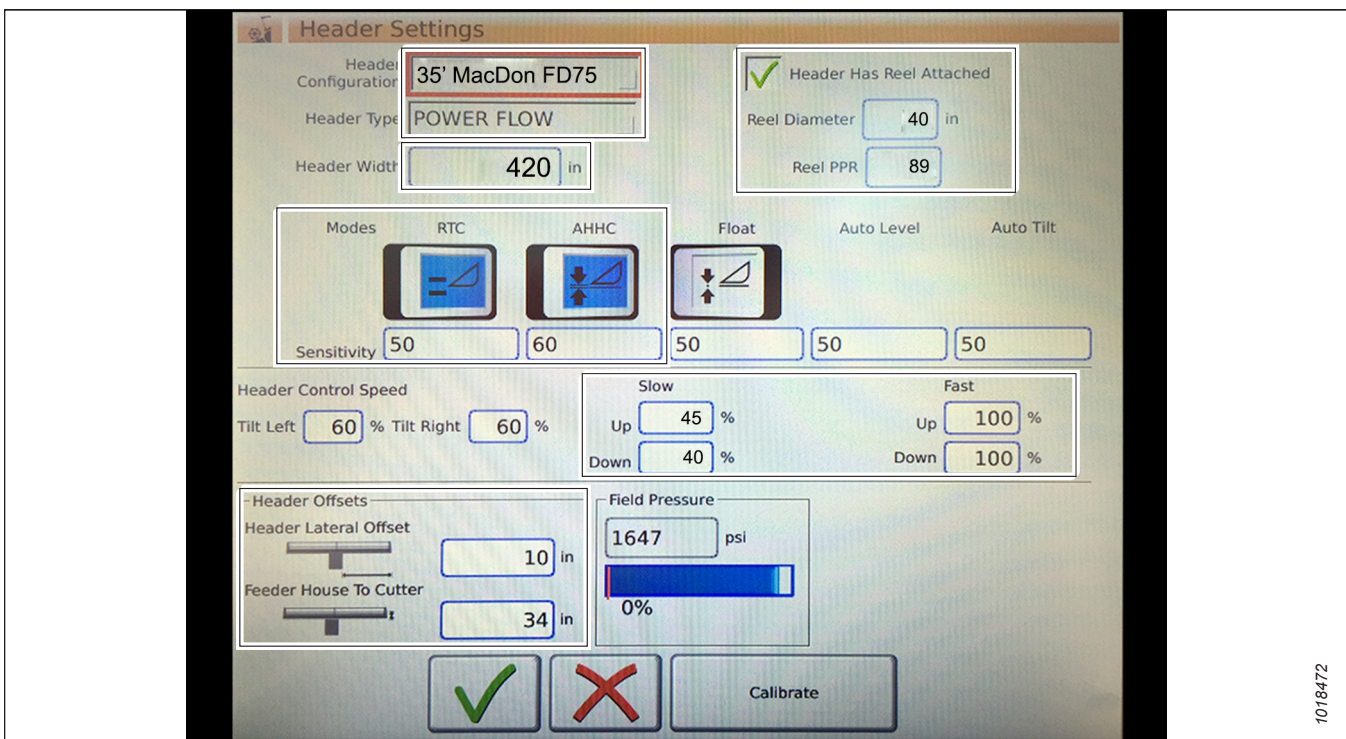 Header Settings
Header Configuration 35' MacDon FD75
Header Type POWER FLOW
Header Width 420 in
Header Has Reel Attached
Reel Diameter 40 in
Reel PPR 89
Modes RTC AHHC Float Auto Level Auto Tilt
Sensitivity 50 60 50 50 50
Header Control Speed
Tilt Left 60 % Tilt Right 60 %
Slow Fast
Up 45 % Up 100 %
Down 40 % Down 100 %
Header Offsets
Header Lateral Offset
10 in
Feeder House To Cutter
34 in
Field Pressure
1647 psi
0%
Calibrate
1018472